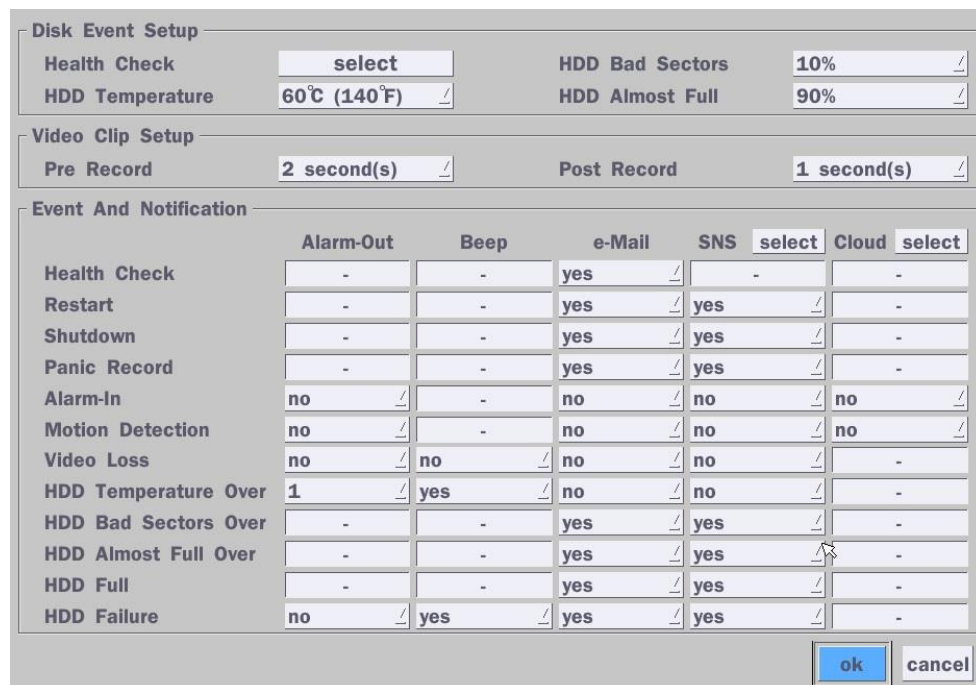 Disk Event Setup
Health Check select HDD Bad Sectors 10%
HDD Temperature 60°C (140°F) HDD Almost Full 90%
Video Clip Setup
Pre Record 2 second(s) Post Record 1 second(s)
Event And Notification
Alarm-Out Beep e-Mail SNS select Cloud select
Health Check - - yes - -
Restart - - yes yes -
Shutdown - - yes yes -
Panic Record - - yes yes -
Alarm-In no - no no no
Motion Detection no - no no no
Video Loss no no no no -
HDD Temperature Over 1 yes no no -
HDD Bad Sectors Over - - yes yes -
HDD Almost Full Over - - yes yes -
HDD Full - - yes yes -
HDD Failure no yes yes yes -
ok cancel